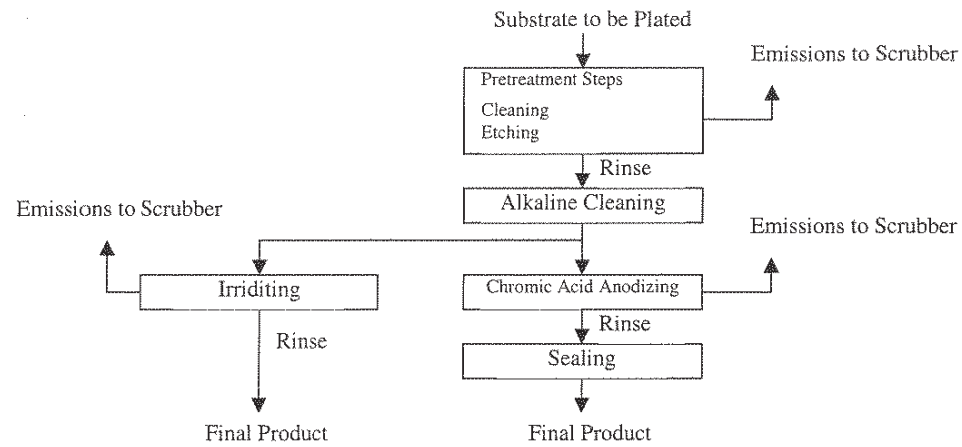 Substrate to be Plated
Emissions to Scrubber
Pretreatment Steps
Cleaning
Etching
Rinse
Alkaline Cleaning
Emissions to Scrubber
Emissions to Scrubber
Irriditing
Chromic Acid Anodizing
Rinse
Rinse
Sealing
Final Product
Final Product